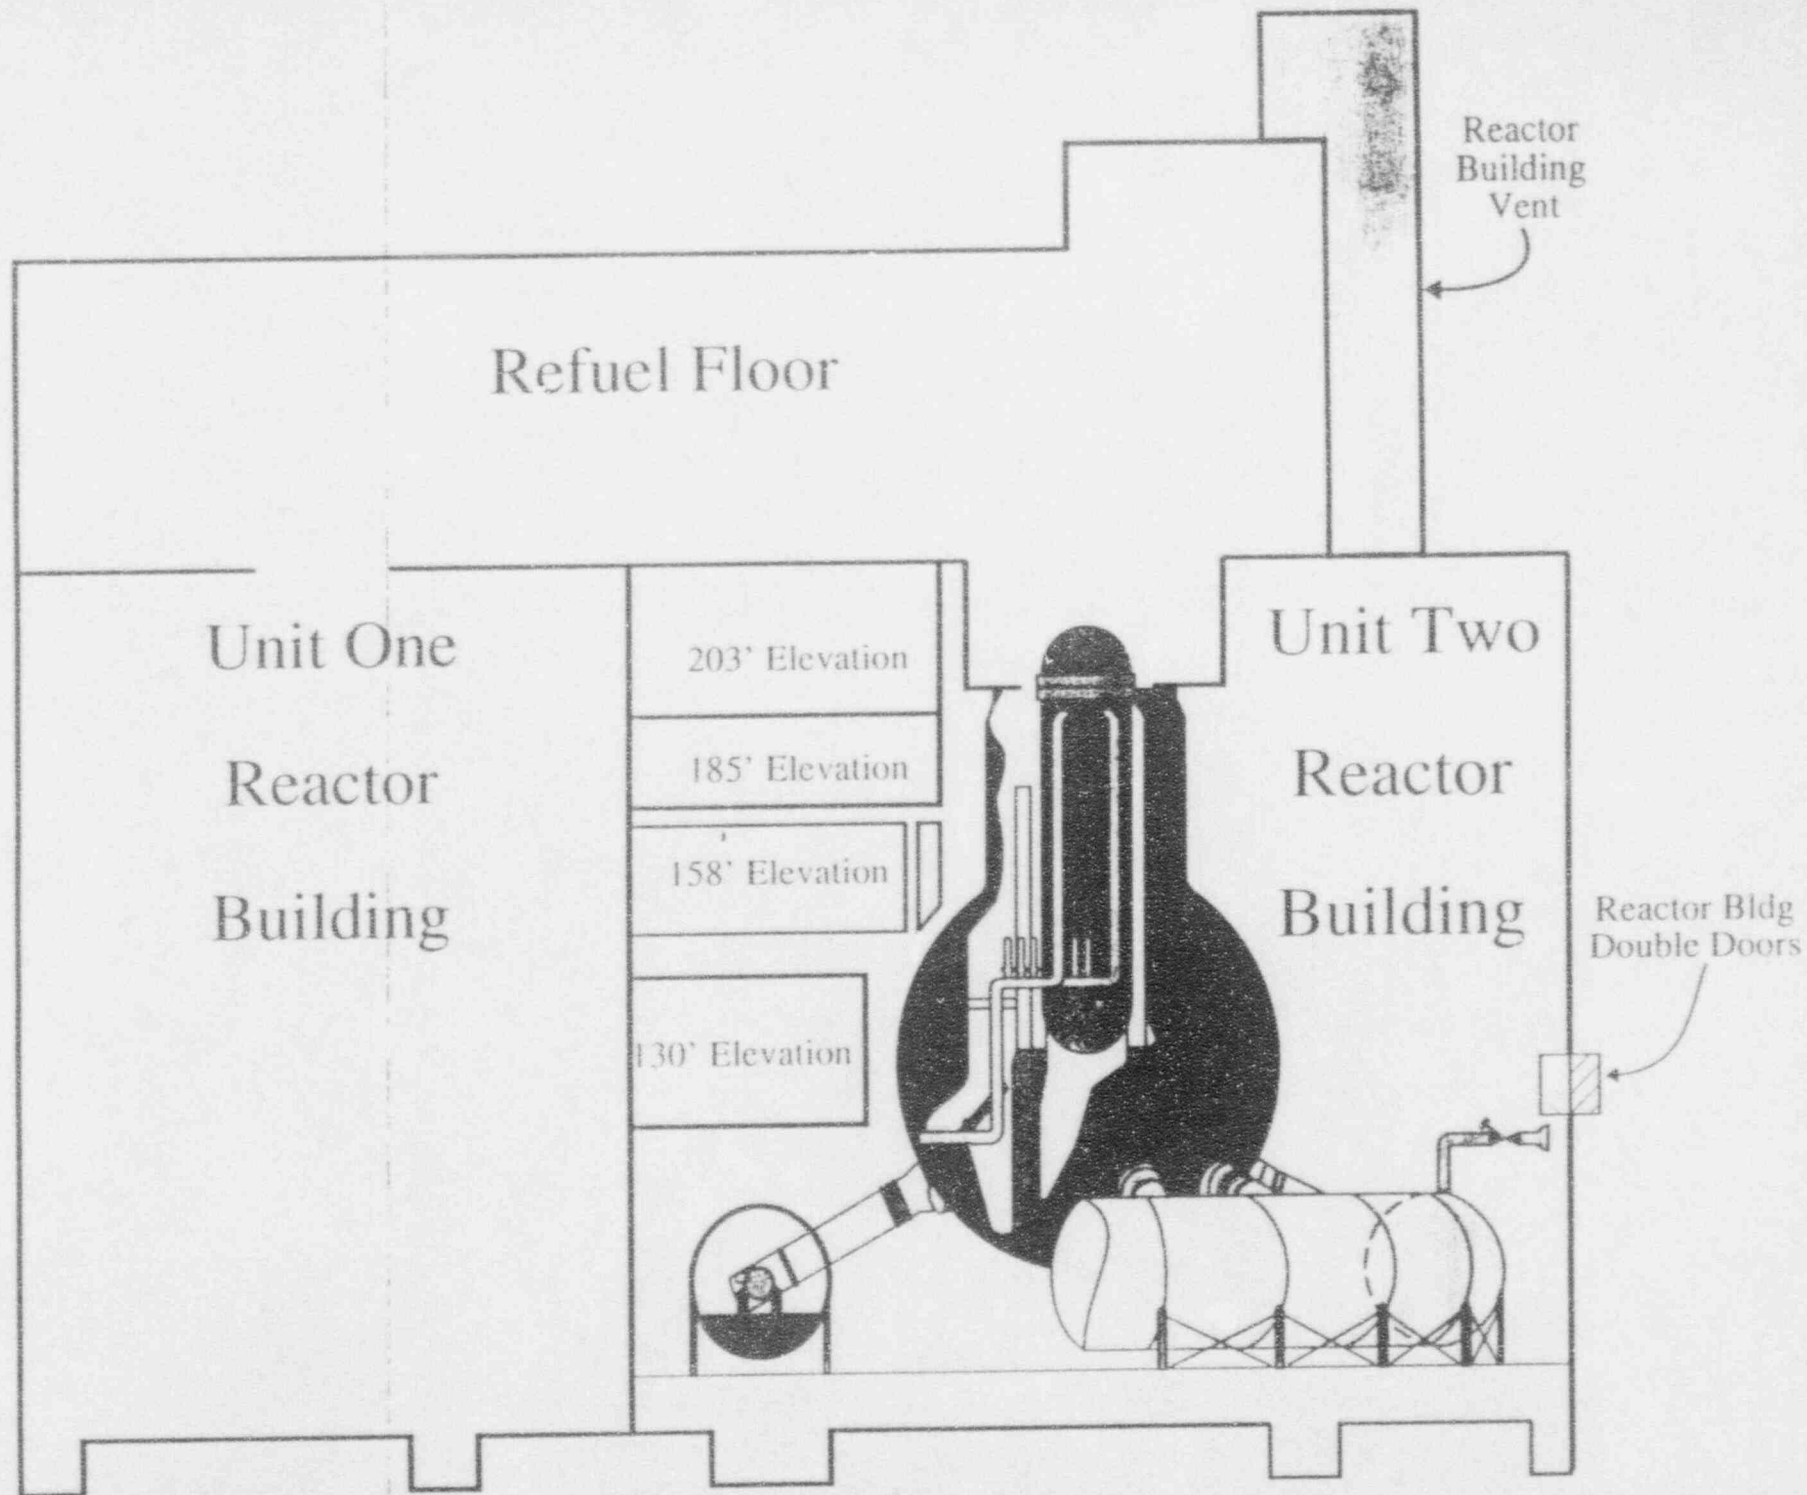 Reactor
Building
Vent
Refuel Floor
Unit One
Reactor
Building
203' Elevation
185' Elevation
158' Elevation
130' Elevation
Unit Two
Reactor
Building
Reactor Bldg
Double Doors